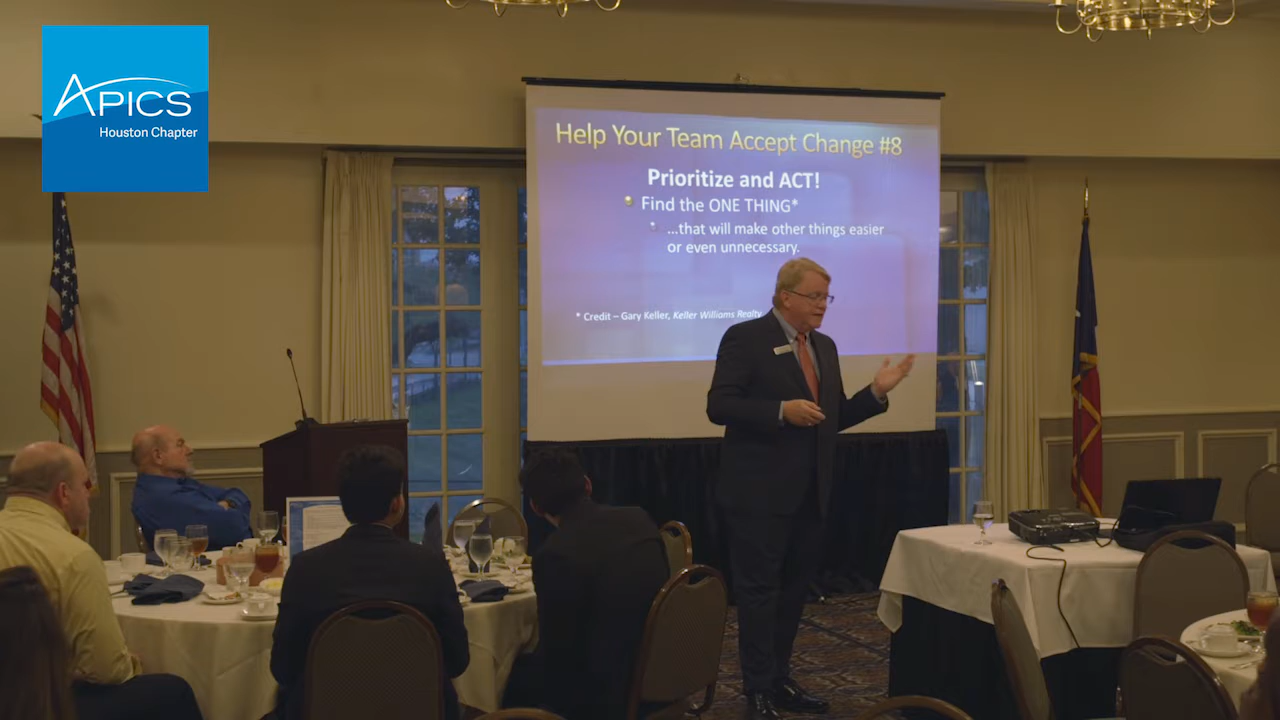 APICS
Houston Chapter
Help Your Team Accept Change #8
Prioritize and ACT!
Find the ONE THING*
...that will make other things easier
or even unnecessary.
* Credit – Gary Keller, Keller Williams Realty